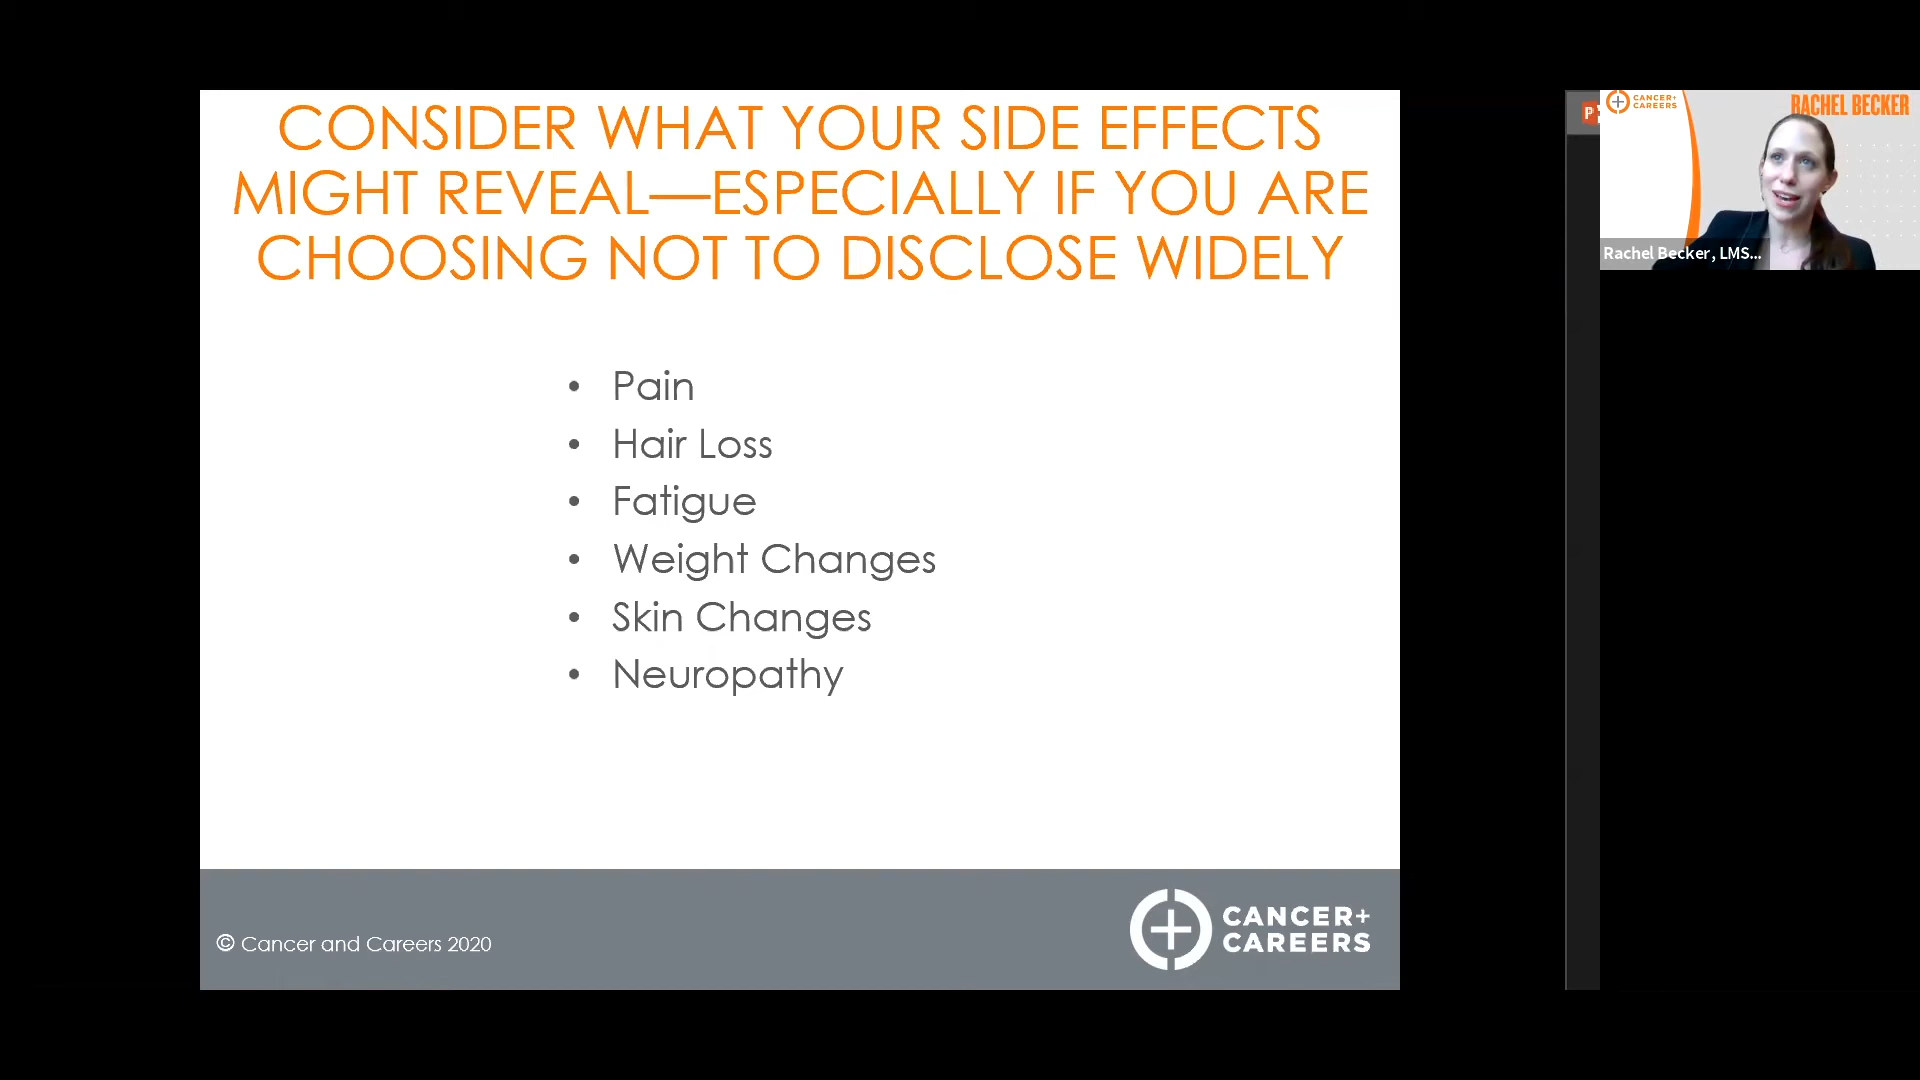 CONSIDER WHAT YOUR SIDE EFFECTS
MIGHT REVEAL—ESPECIALLY IF YOU ARE
CHOOSING NOT TO DISCLOSE WIDELY
• Pain
• Hair Loss
• Fatigue
• Weight Changes
• Skin Changes
• Neuropathy
© Cancer and Careers 2020
CANCER+
CAREERS
CANCER+
CAREERS
RACHEL BECKER
Rachel Becker, LMS...
P